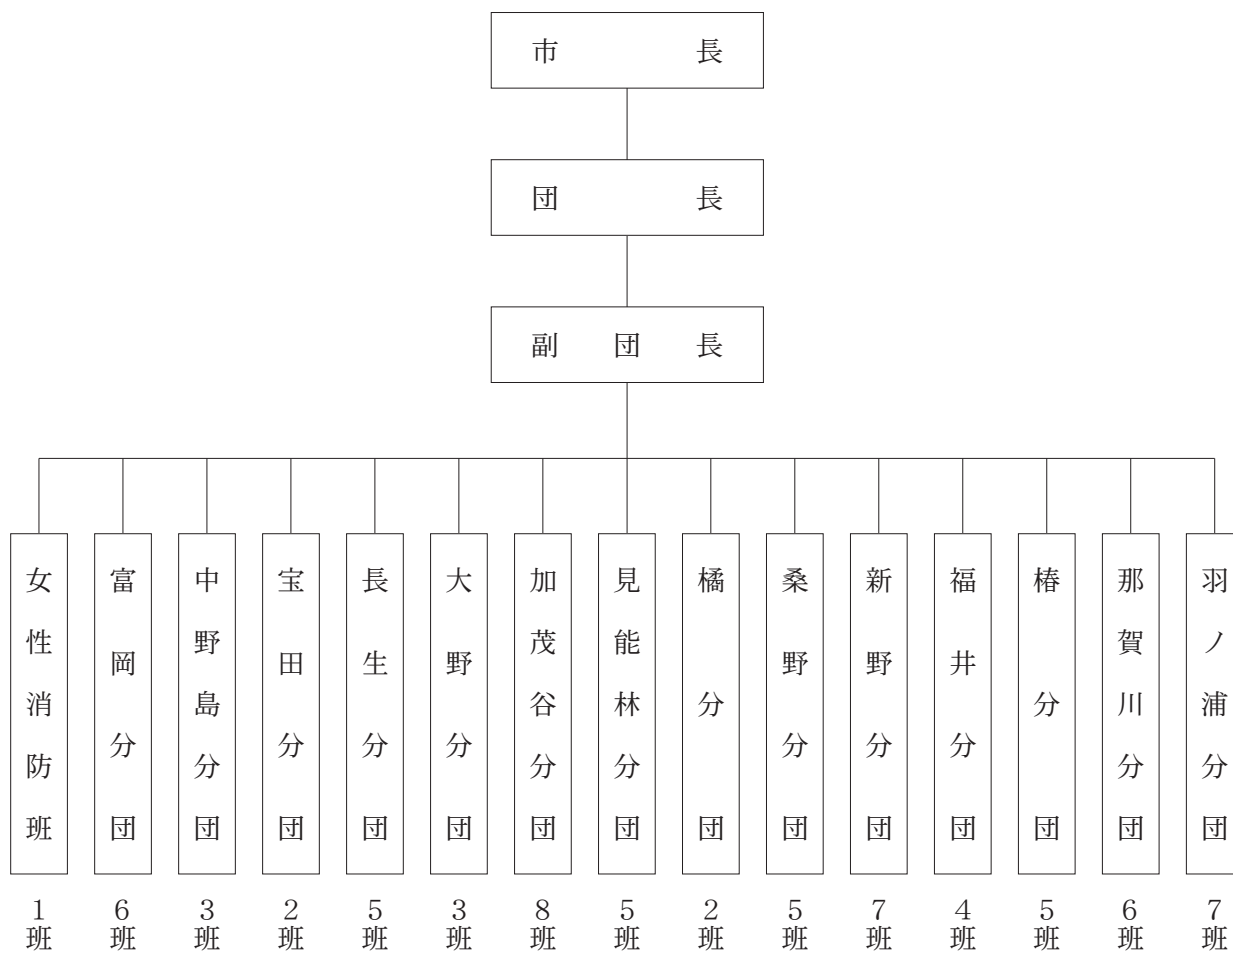 市長
団長
副団長
女性消防班
富岡分団
中野島分団
宝田分団
長生分団
大野分団
加茂谷分団
見能林分団
橘分団
桑野分団
新野分団
福井分団
椿分団
那賀川分団
羽ノ浦分団
1班
6班
3班
2班
5班
3班
8班
5班
2班
5班
7班
4班
5班
6班
7班